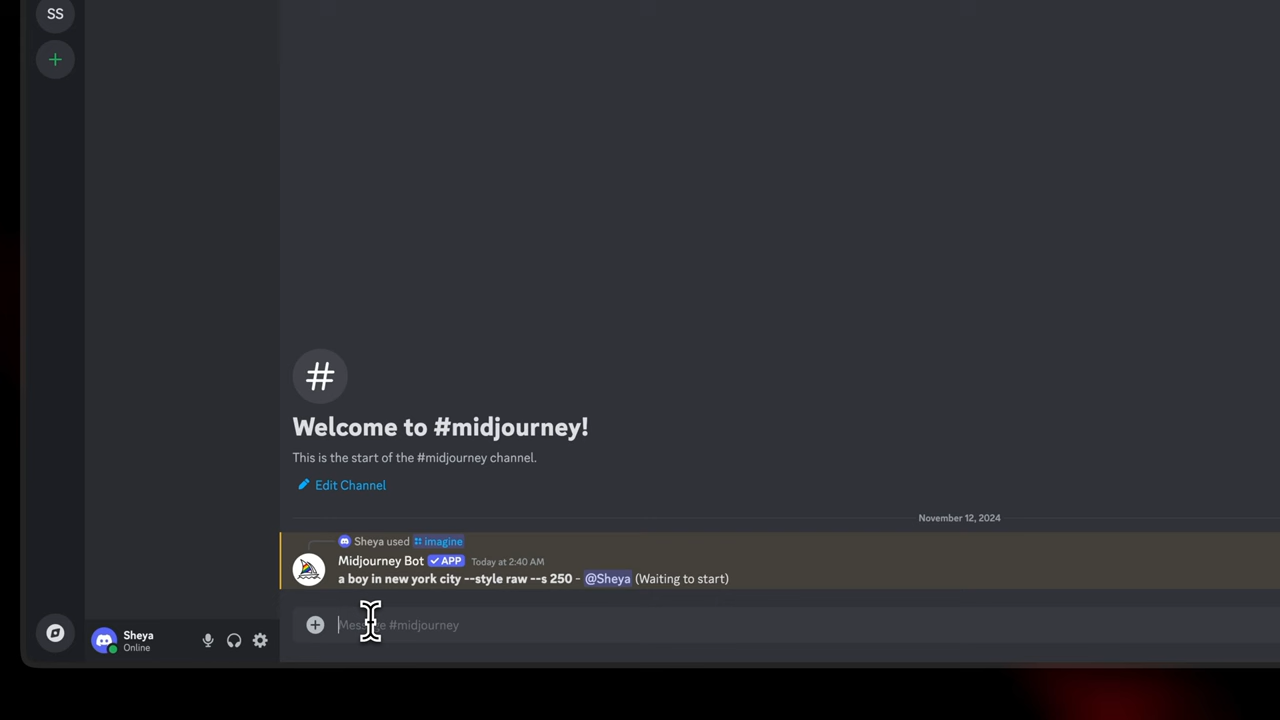 SS
Welcome to #midjourney!
This is the start of the #midjourney channel.
Edit Channel
November 12, 2024
Sheya used imagine
Midjourney Bot APP Today at 2:40 AM
a boy in new york city --style raw --s 250 - @Sheya (Waiting to start)
Message #midjourney
Sheya
Online